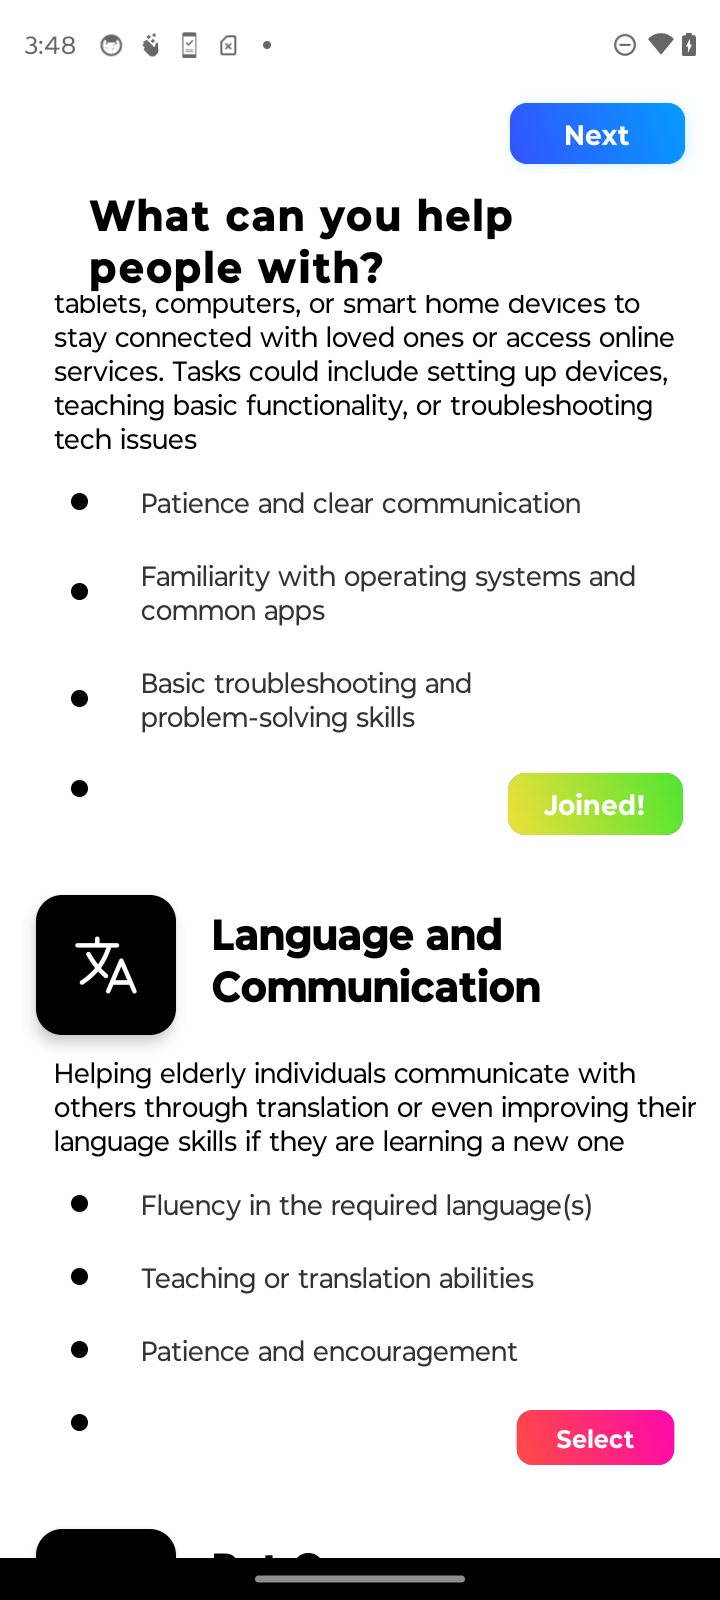 3:48
Next
What can you help
people with?
tablets, computers, or smart home devices to
stay connected with loved ones or access online
services. Tasks could include setting up devices,
teaching basic functionality, or troubleshooting
tech issues
Patience and clear communication
Familiarity with operating systems and
common apps
Basic troubleshooting and
problem-solving skills
Joined!
Language and
Communication
Helping elderly individuals communicate with
others through translation or even improving their
language skills if they are learning a new one
Fluency in the required language(s)
Teaching or translation abilities
Patience and encouragement
Select